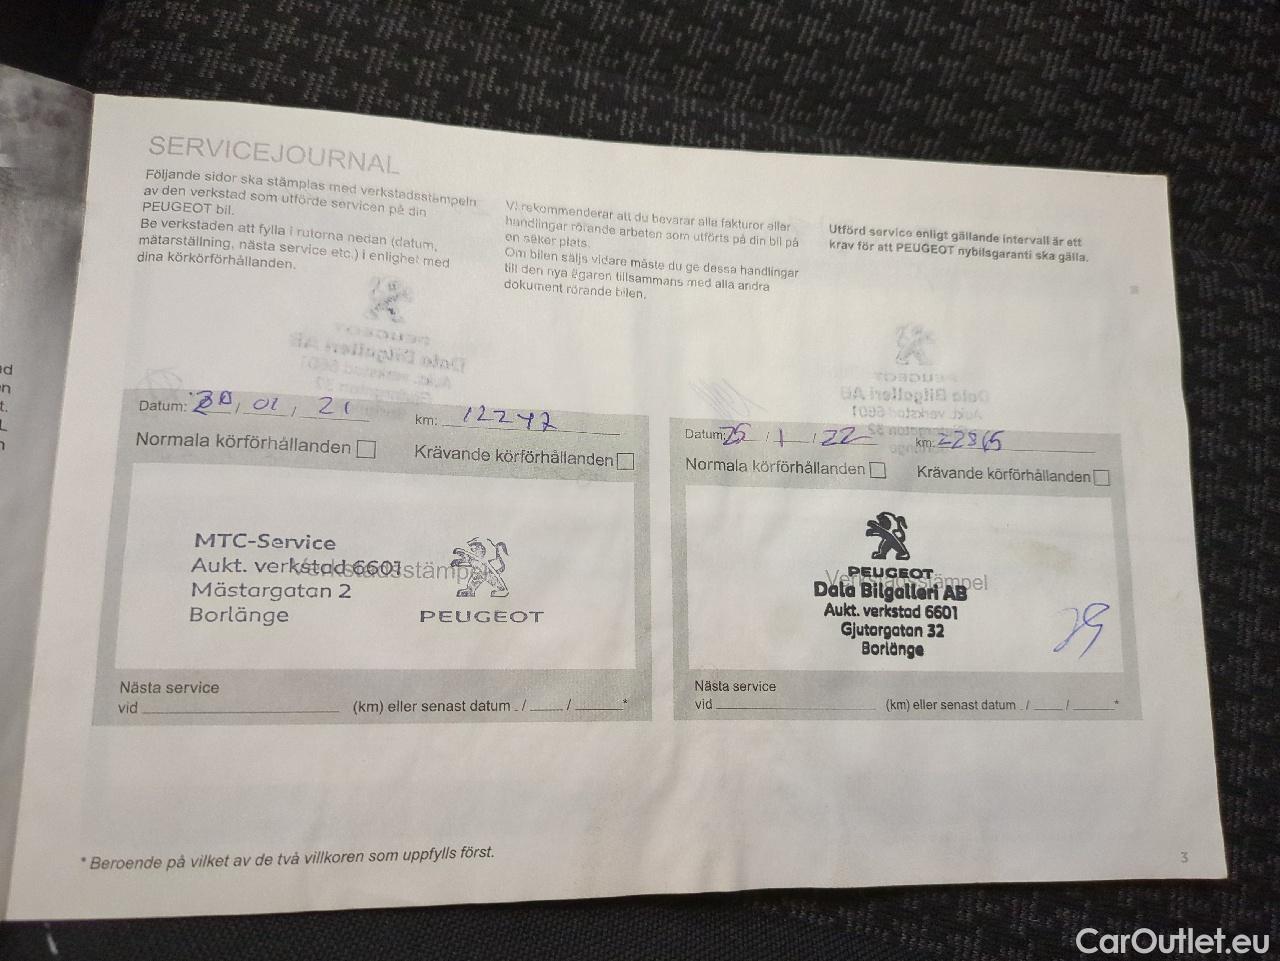 SERVICEJOURNAL
Följande sidor ska stämplas med verkstadsstämpeln
av den verkstad som utförde servicen på din
PEUGEOT bil.
Be verkstaden att fylla i rutorna nedan (datum,
mätarställning, nästa service etc.) i enlighet med
dina körkörförhållanden.
Vi rekommenderar att du bevarar alla fakturor eller
handlingar rörande arbeten som utförts på din bil på
en säker plats.
Om bilen säljs vidare måste du ge dessa handlingar
till den nya ägaren tillsammans med alla andra
dokument rörande bilen.
Utförd service enligt gällande intervall är ett
krav för att PEUGEOT nybilsgaranti ska gälla.
Datum: / 01 / 21 km: 12247
Normala körförhållanden Krävande körförhållanden
Verkstadsstämpel
MTC-Service
Aukt. verkstad 6601
Mästargatan 2
Borlänge
PEUGEOT
Nästa service
vid (km) eller senast datum . / / *
Datum: 25 / 1 / 22 km: 22865
Normala körförhållanden Krävande körförhållanden
Verkstadsstämpel
PEUGEOT
Dala Bilgalleri AB
Aukt. verkstad 6601
Gjutargatan 32
Borlänge
Nästa service
vid (km) eller senast datum . / / *
* Beroende på vilket av de två villkoren som uppfylls först.
3
CarOutlet.eu